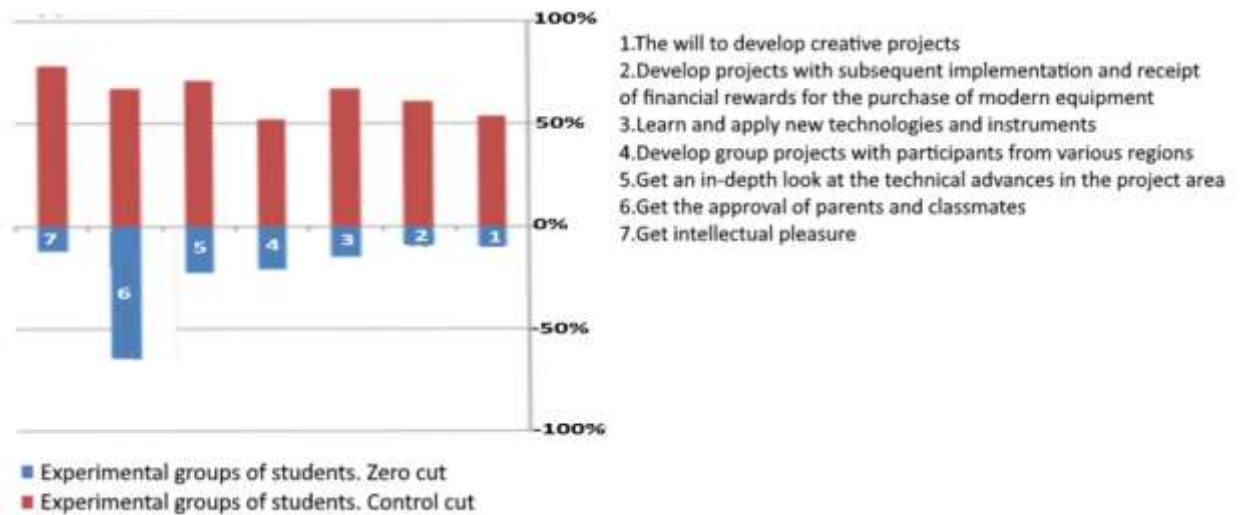 100%
50%
0%
-50%
-100%
7
6
5
4
3
2
1
1.The will to develop creative projects
2.Develop projects with subsequent implementation and receipt
of financial rewards for the purchase of modern equipment
3.Learn and apply new technologies and instruments
4.Develop group projects with participants from various regions
5.Get an in-depth look at the technical advances in the project area
6.Get the approval of parents and classmates
7.Get intellectual pleasure
Experimental groups of students. Zero cut
Experimental groups of students. Control cut